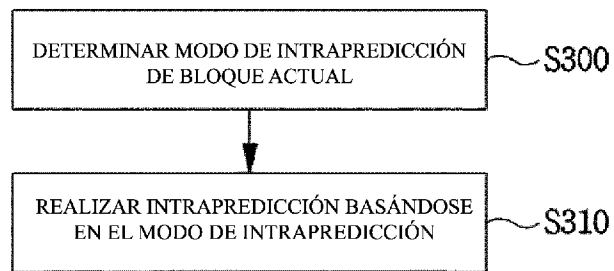 DETERMINAR MODO DE INTRAPREDICCIÓN
DE BLOQUE ACTUAL
S300
REALIZAR INTRAPREDICCIÓN BASÁNDOSE
EN EL MODO DE INTRAPREDICCIÓN
S310